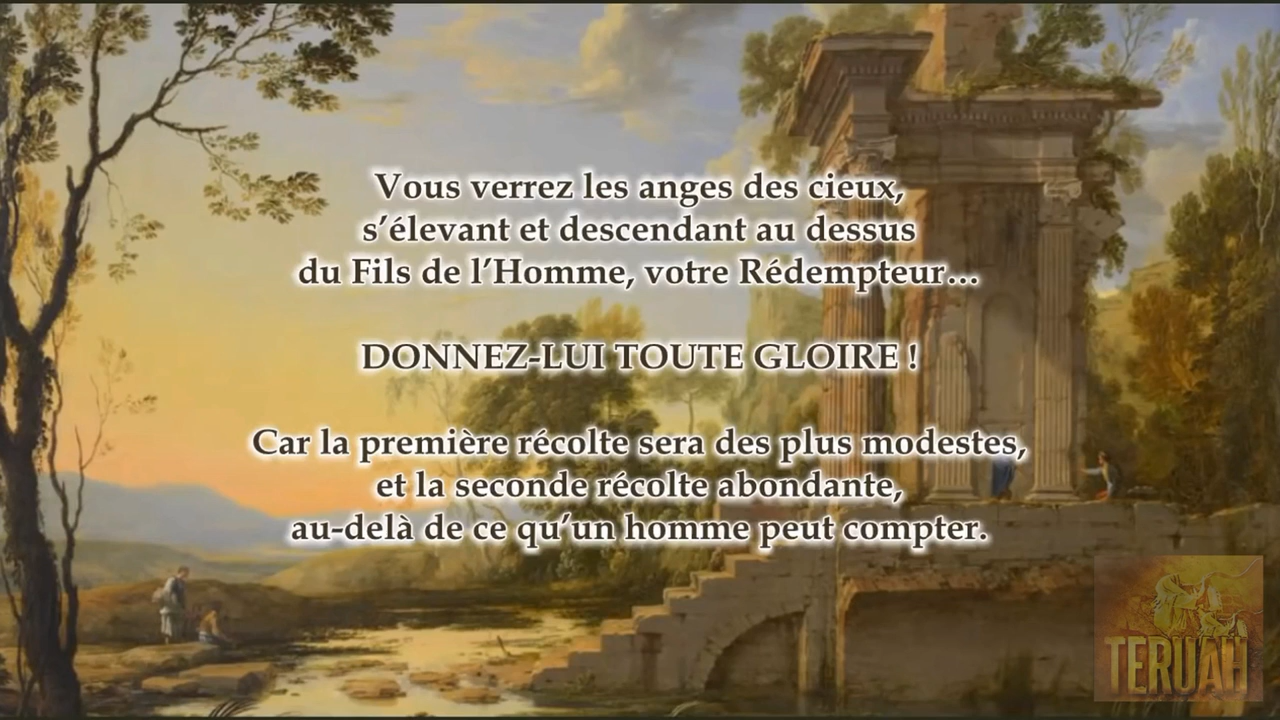 Vous verrez les anges des cieux,
s’élevant et descendant au dessus
du Fils de l’Homme, votre Rédempteur…
DONNEZ-LUI TOUTE GLOIRE !
Car la première récolte sera des plus modestes,
et la seconde récolte abondante,
au-delà de ce qu’un homme peut compter.
TERUAH